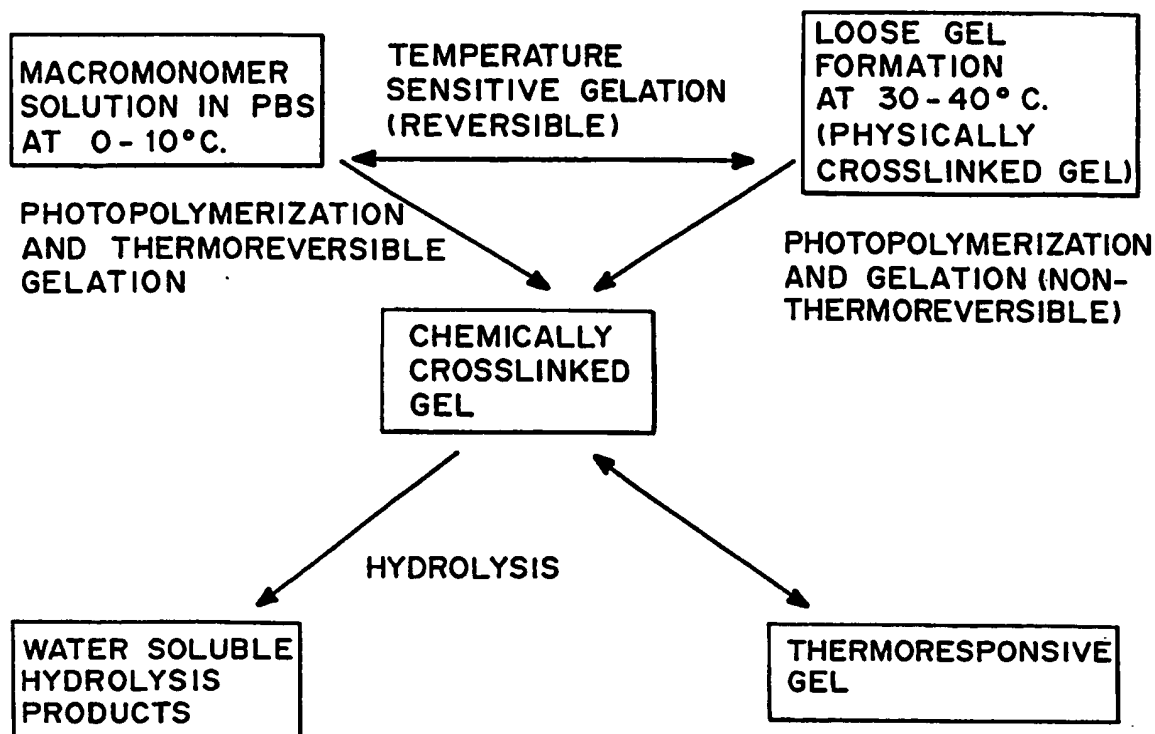 MACROMONOMER
SOLUTION IN PBS
AT 0-10°C.
TEMPERATURE
SENSITIVE GELATION
(REVERSIBLE)
LOOSE GEL
FORMATION
AT 30-40°C.
(PHYSICALLY
CROSSLINKED GEL)
PHOTOPOLYMERIZATION
AND THERMOREVERSIBLE
GELATION
PHOTOPOLYMERIZATION
AND GELATION (NON-
THERMOREVERSIBLE)
CHEMICALLY
CROSSLINKED
GEL
HYDROLYSIS
WATER SOLUBLE
HYDROLYSIS
PRODUCTS
THERMORESPONSIVE
GEL